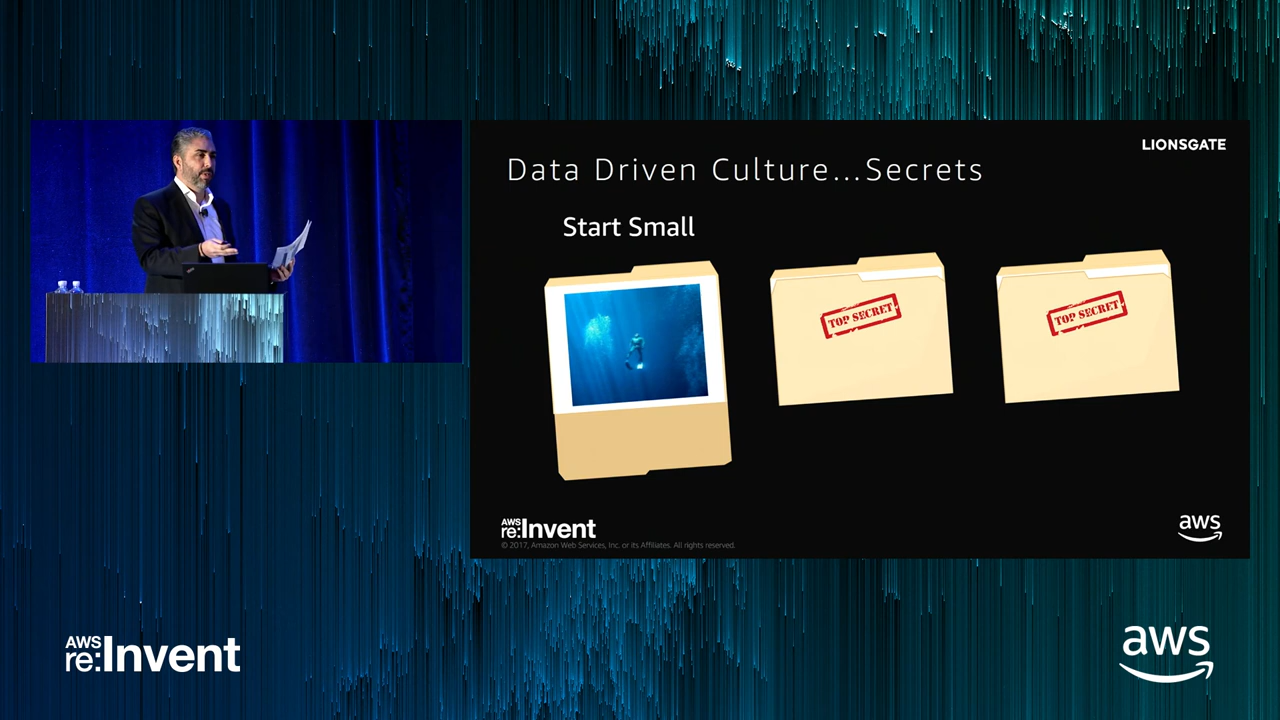 LIONSGATE
Data Driven Culture...Secrets
Start Small
TOP SECRET
TOP SECRET
AWS
re:Invent
© 2017, Amazon Web Services, Inc. or its Affiliates. All rights reserved.
aws
AWS
re:Invent
aws